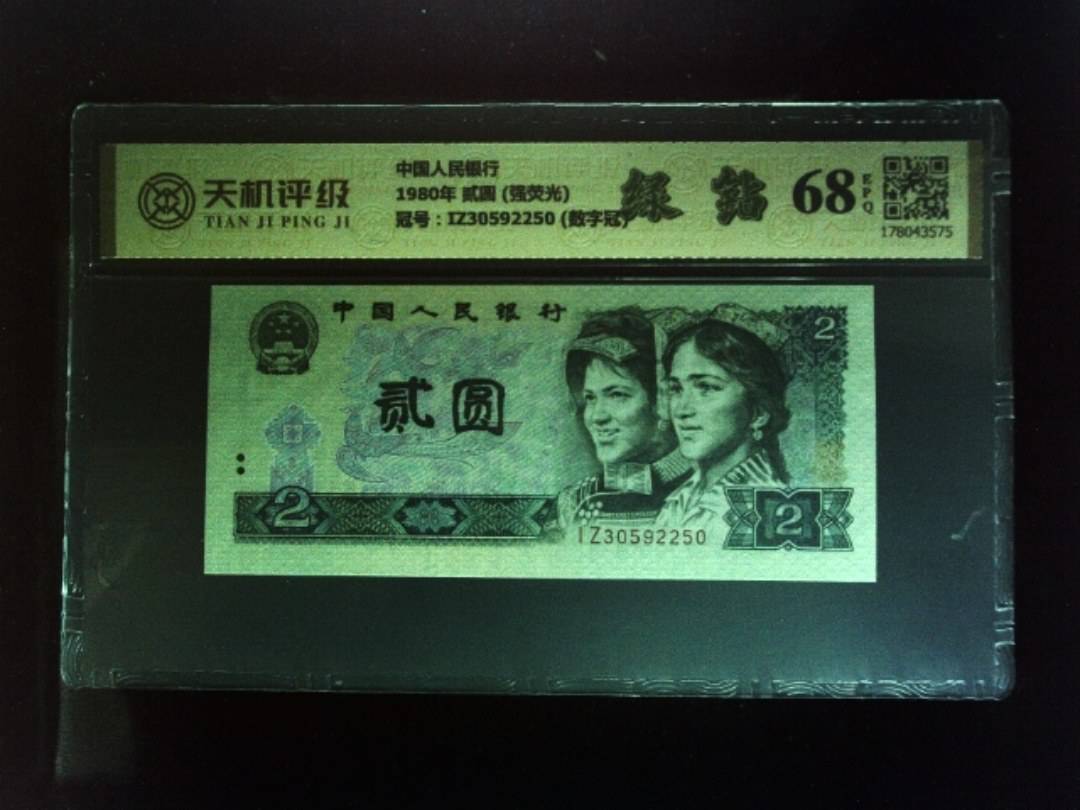 天机评级
TIAN JI PING JI
中国人民银行
1980年 贰圆 (强荧光)
冠号：IZ30592250 (数字冠)
绿钻
68
EPQ
178043575
中国人民银行
贰圆
2
2
2
IZ30592250